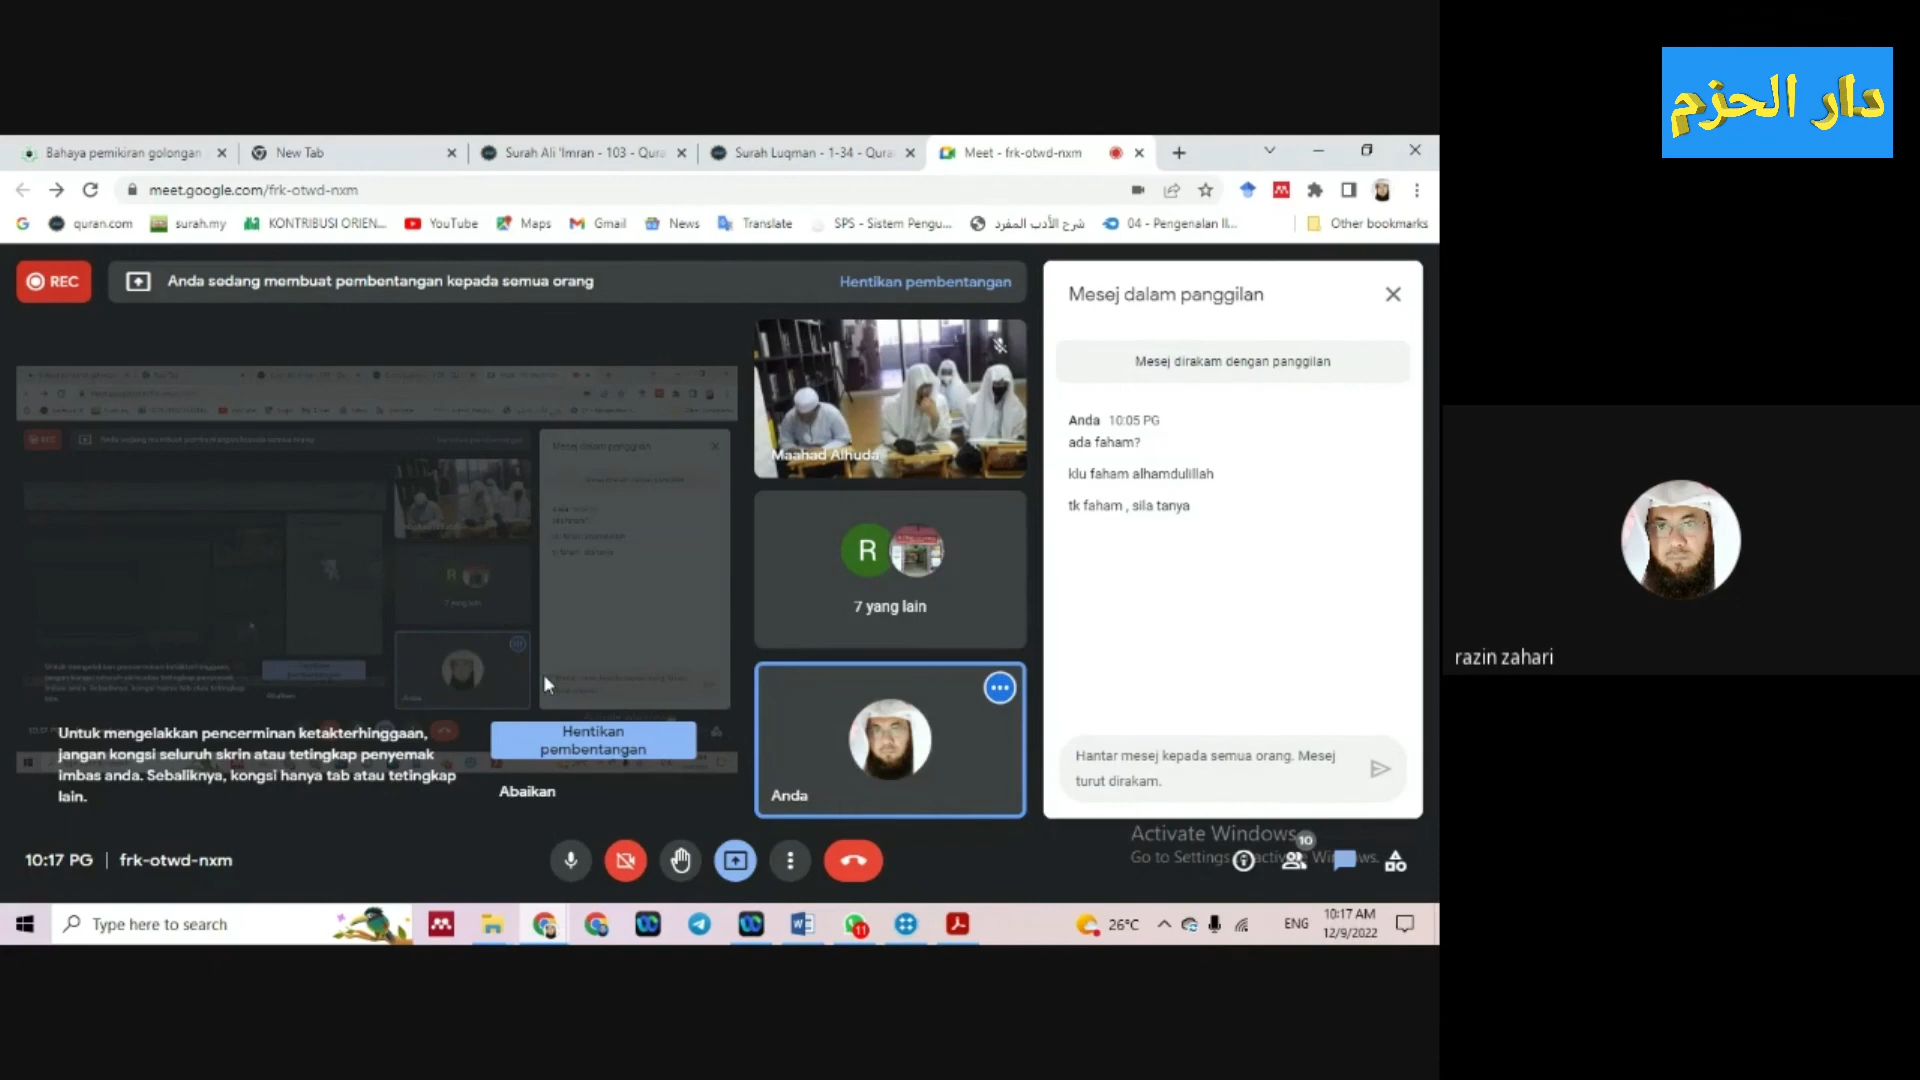 دار الحزم
Bahaya pemikiran golongan
New Tab
Surah Ali 'Imran - 103 - Qura
Surah Luqman - 1-34 - Qura
Meet - frk-otwd-nxm
meet.google.com/frk-otwd-nxm
quran.com
surah.my
KONTRIBUSI ORIEN...
YouTube
Maps
Gmail
News
Translate
SPS - Sistem Pengu...
شرح الأدب المفرد
04 - Pengenalan Il...
Other bookmarks
REC
Anda sedang membuat pembentangan kepada semua orang
Hentikan pembentangan
Mesej dalam panggilan
Mesej dirakam dengan panggilan
Anda 10:05 PG
ada faham?
klu faham alhamdulillah
tk faham , sila tanya
Maahad Alhuda
R
7 yang lain
Anda
Untuk mengelakkan pencerminan ketakterhinggaan,
jangan kongsi seluruh skrin atau tetingkap penyemak
imbas anda. Sebaliknya, kongsi hanya tab atau tetingkap
lain.
Hentikan
pembentangan
Abaikan
Hantar mesej kepada semua orang. Mesej
turut dirakam.
Activate Windows
Go to Settings
10
10:17 PG | frk-otwd-nxm
razin zahari
Type here to search
11
26°C
ENG
10:17 AM
12/9/2022